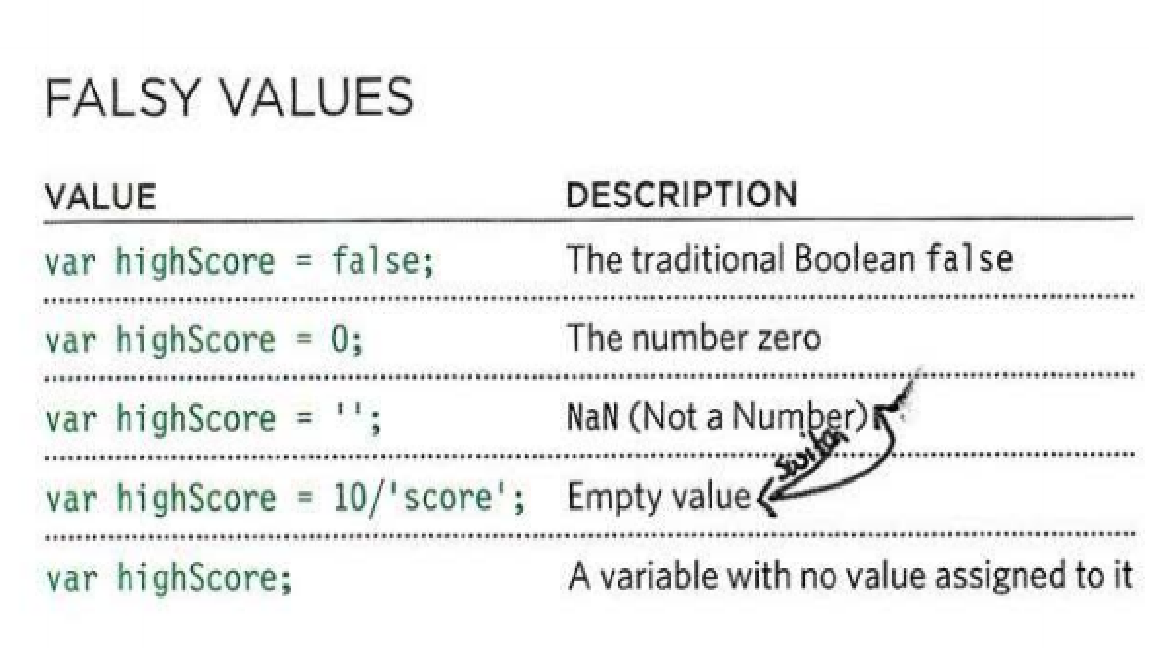 FALSY VALUES
VALUE DESCRIPTION
var highScore = false; The traditional Boolean false
var highScore = 0; The number zero
var highScore = ''; NaN (Not a Number)
switch
var highScore = 10/'score'; Empty value
var highScore; A variable with no value assigned to it